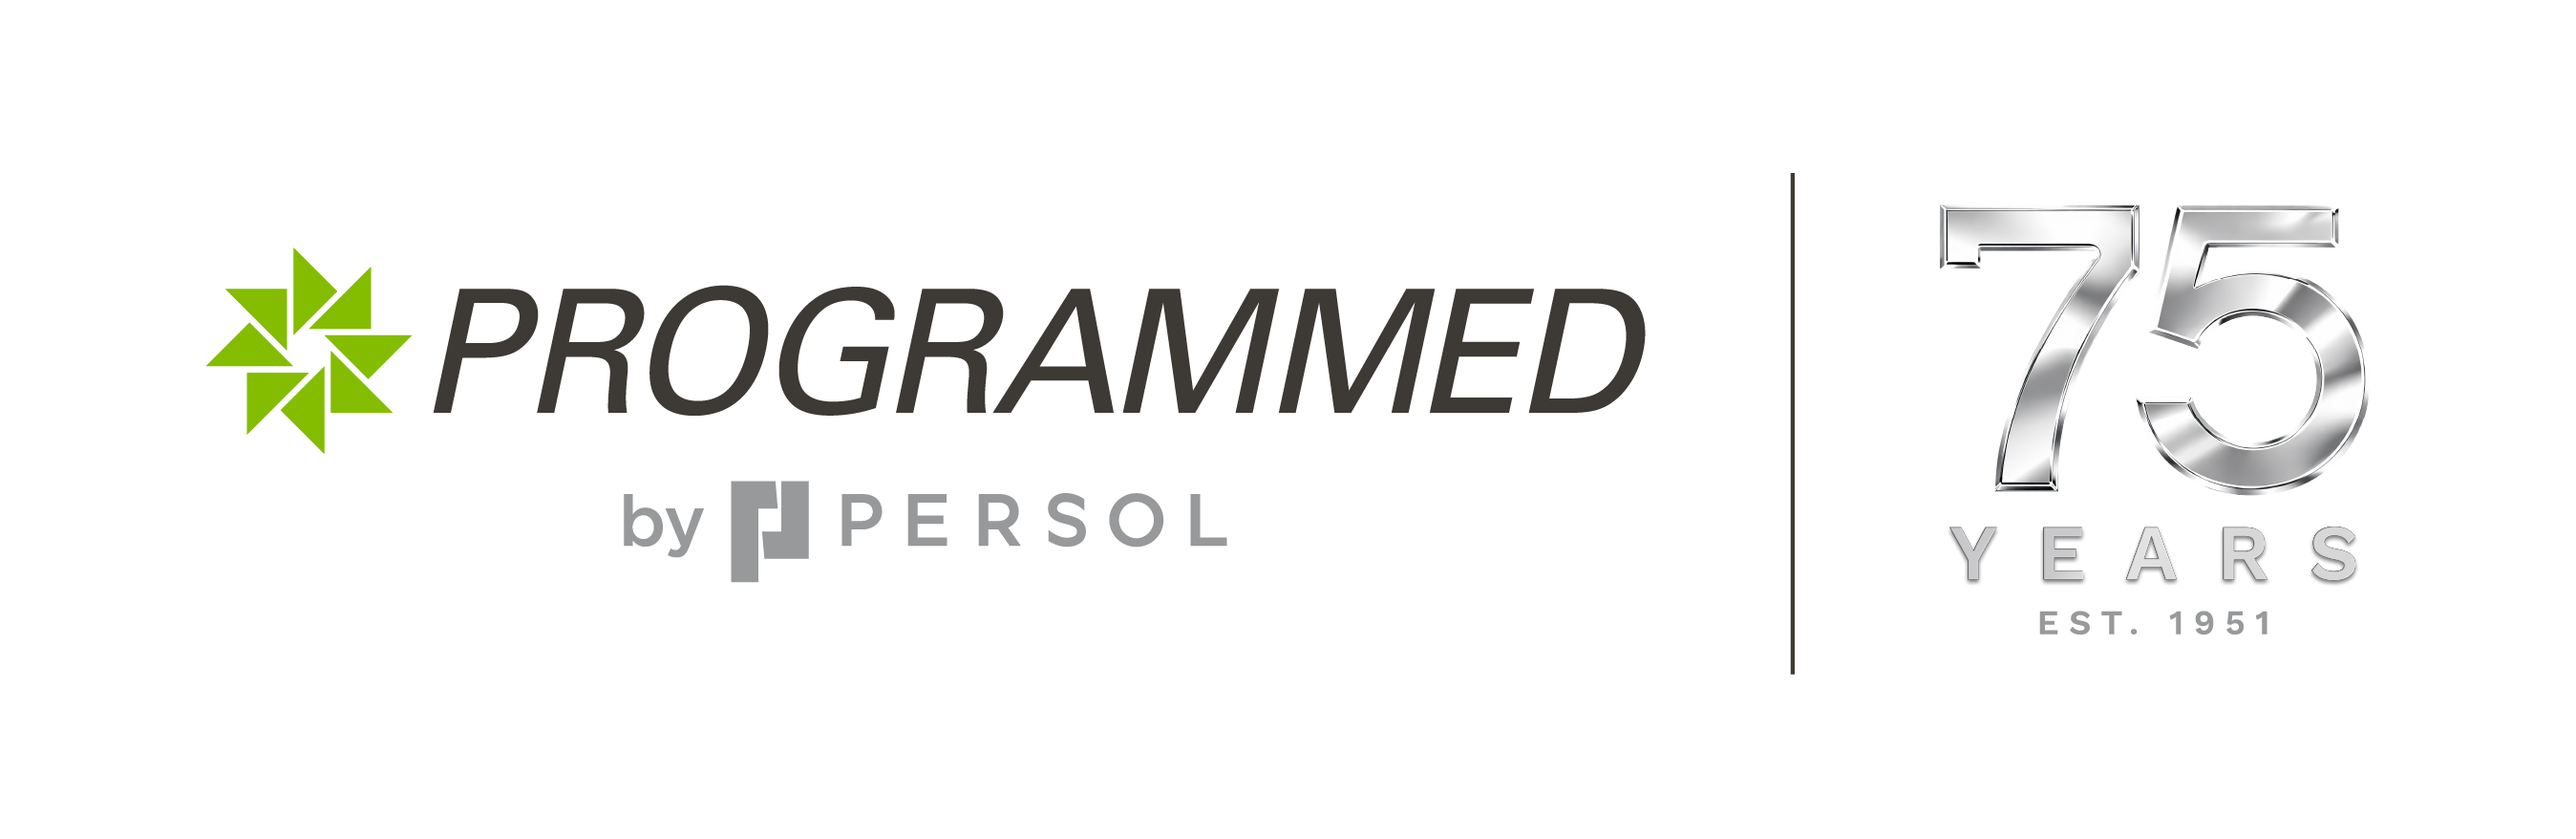 PROGRAMMED
by PERSOL
75
YEARS
EST. 1951